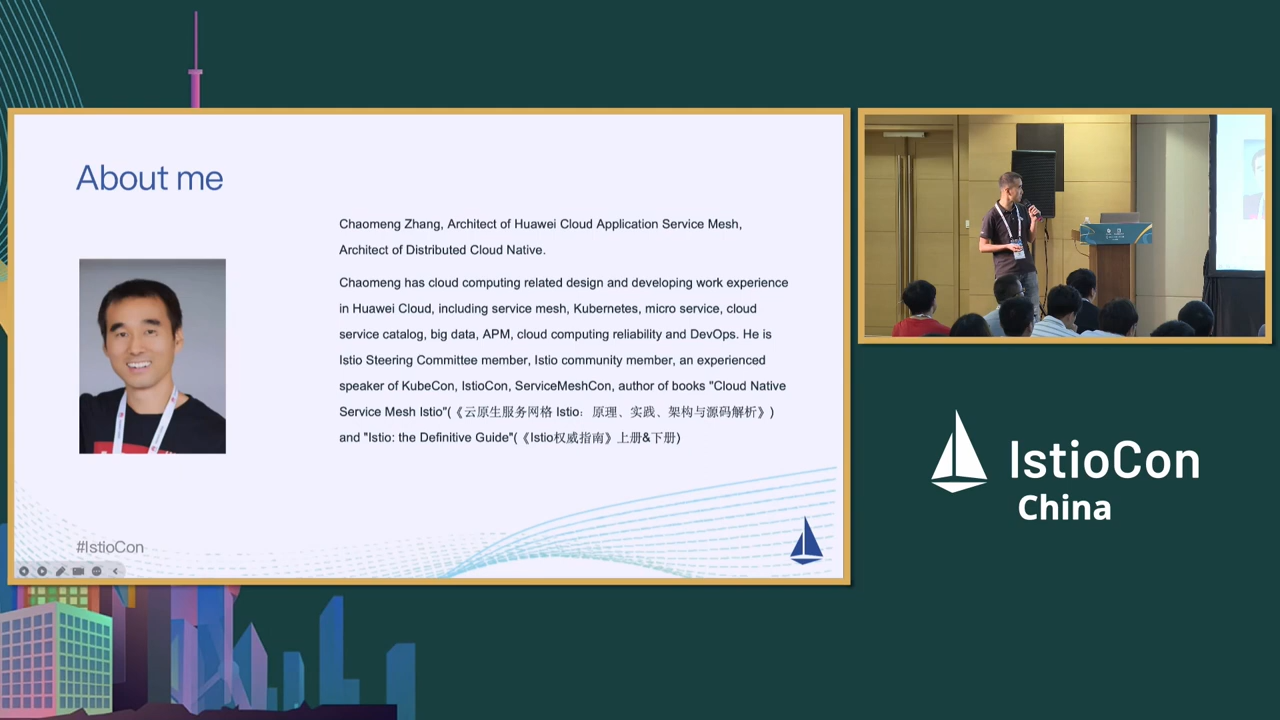 About me
Chaomeng Zhang, Architect of Huawei Cloud Application Service Mesh,
Architect of Distributed Cloud Native.
Chaomeng has cloud computing related design and developing work experience
in Huawei Cloud, including service mesh, Kubernetes, micro service, cloud
service catalog, big data, APM, cloud computing reliability and DevOps. He is
Istio Steering Committee member, Istio community member, an experienced
speaker of KubeCon, IstioCon, ServiceMeshCon, author of books "Cloud Native
Service Mesh Istio"(《云原生服务网格 Istio：原理、实践、架构与源码解析》)
and "Istio: the Definitive Guide"(《Istio权威指南》上册&下册)
#IstioCon
IstioCon
China